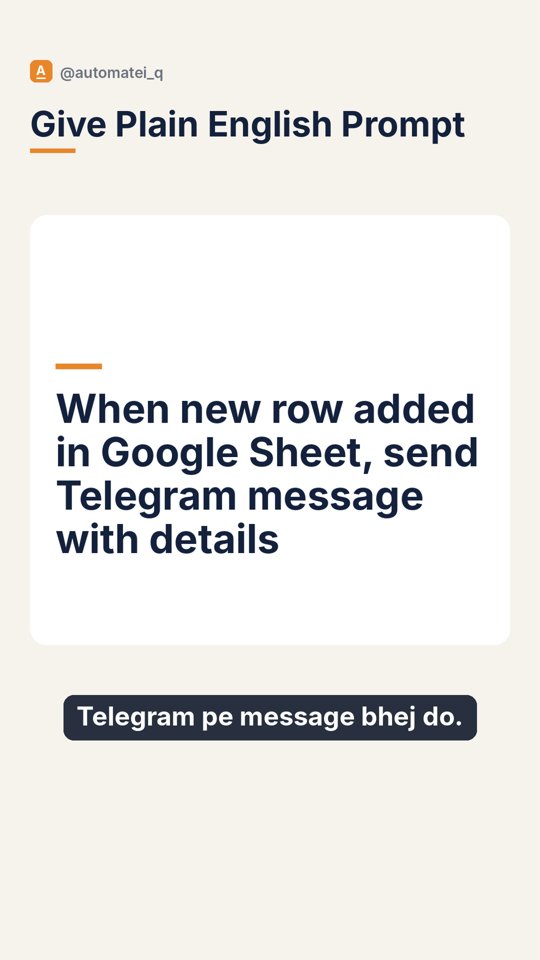 A
@automatei_q
Give Plain English Prompt
When new row added
in Google Sheet, send
Telegram message
with details
Telegram pe message bhej do.